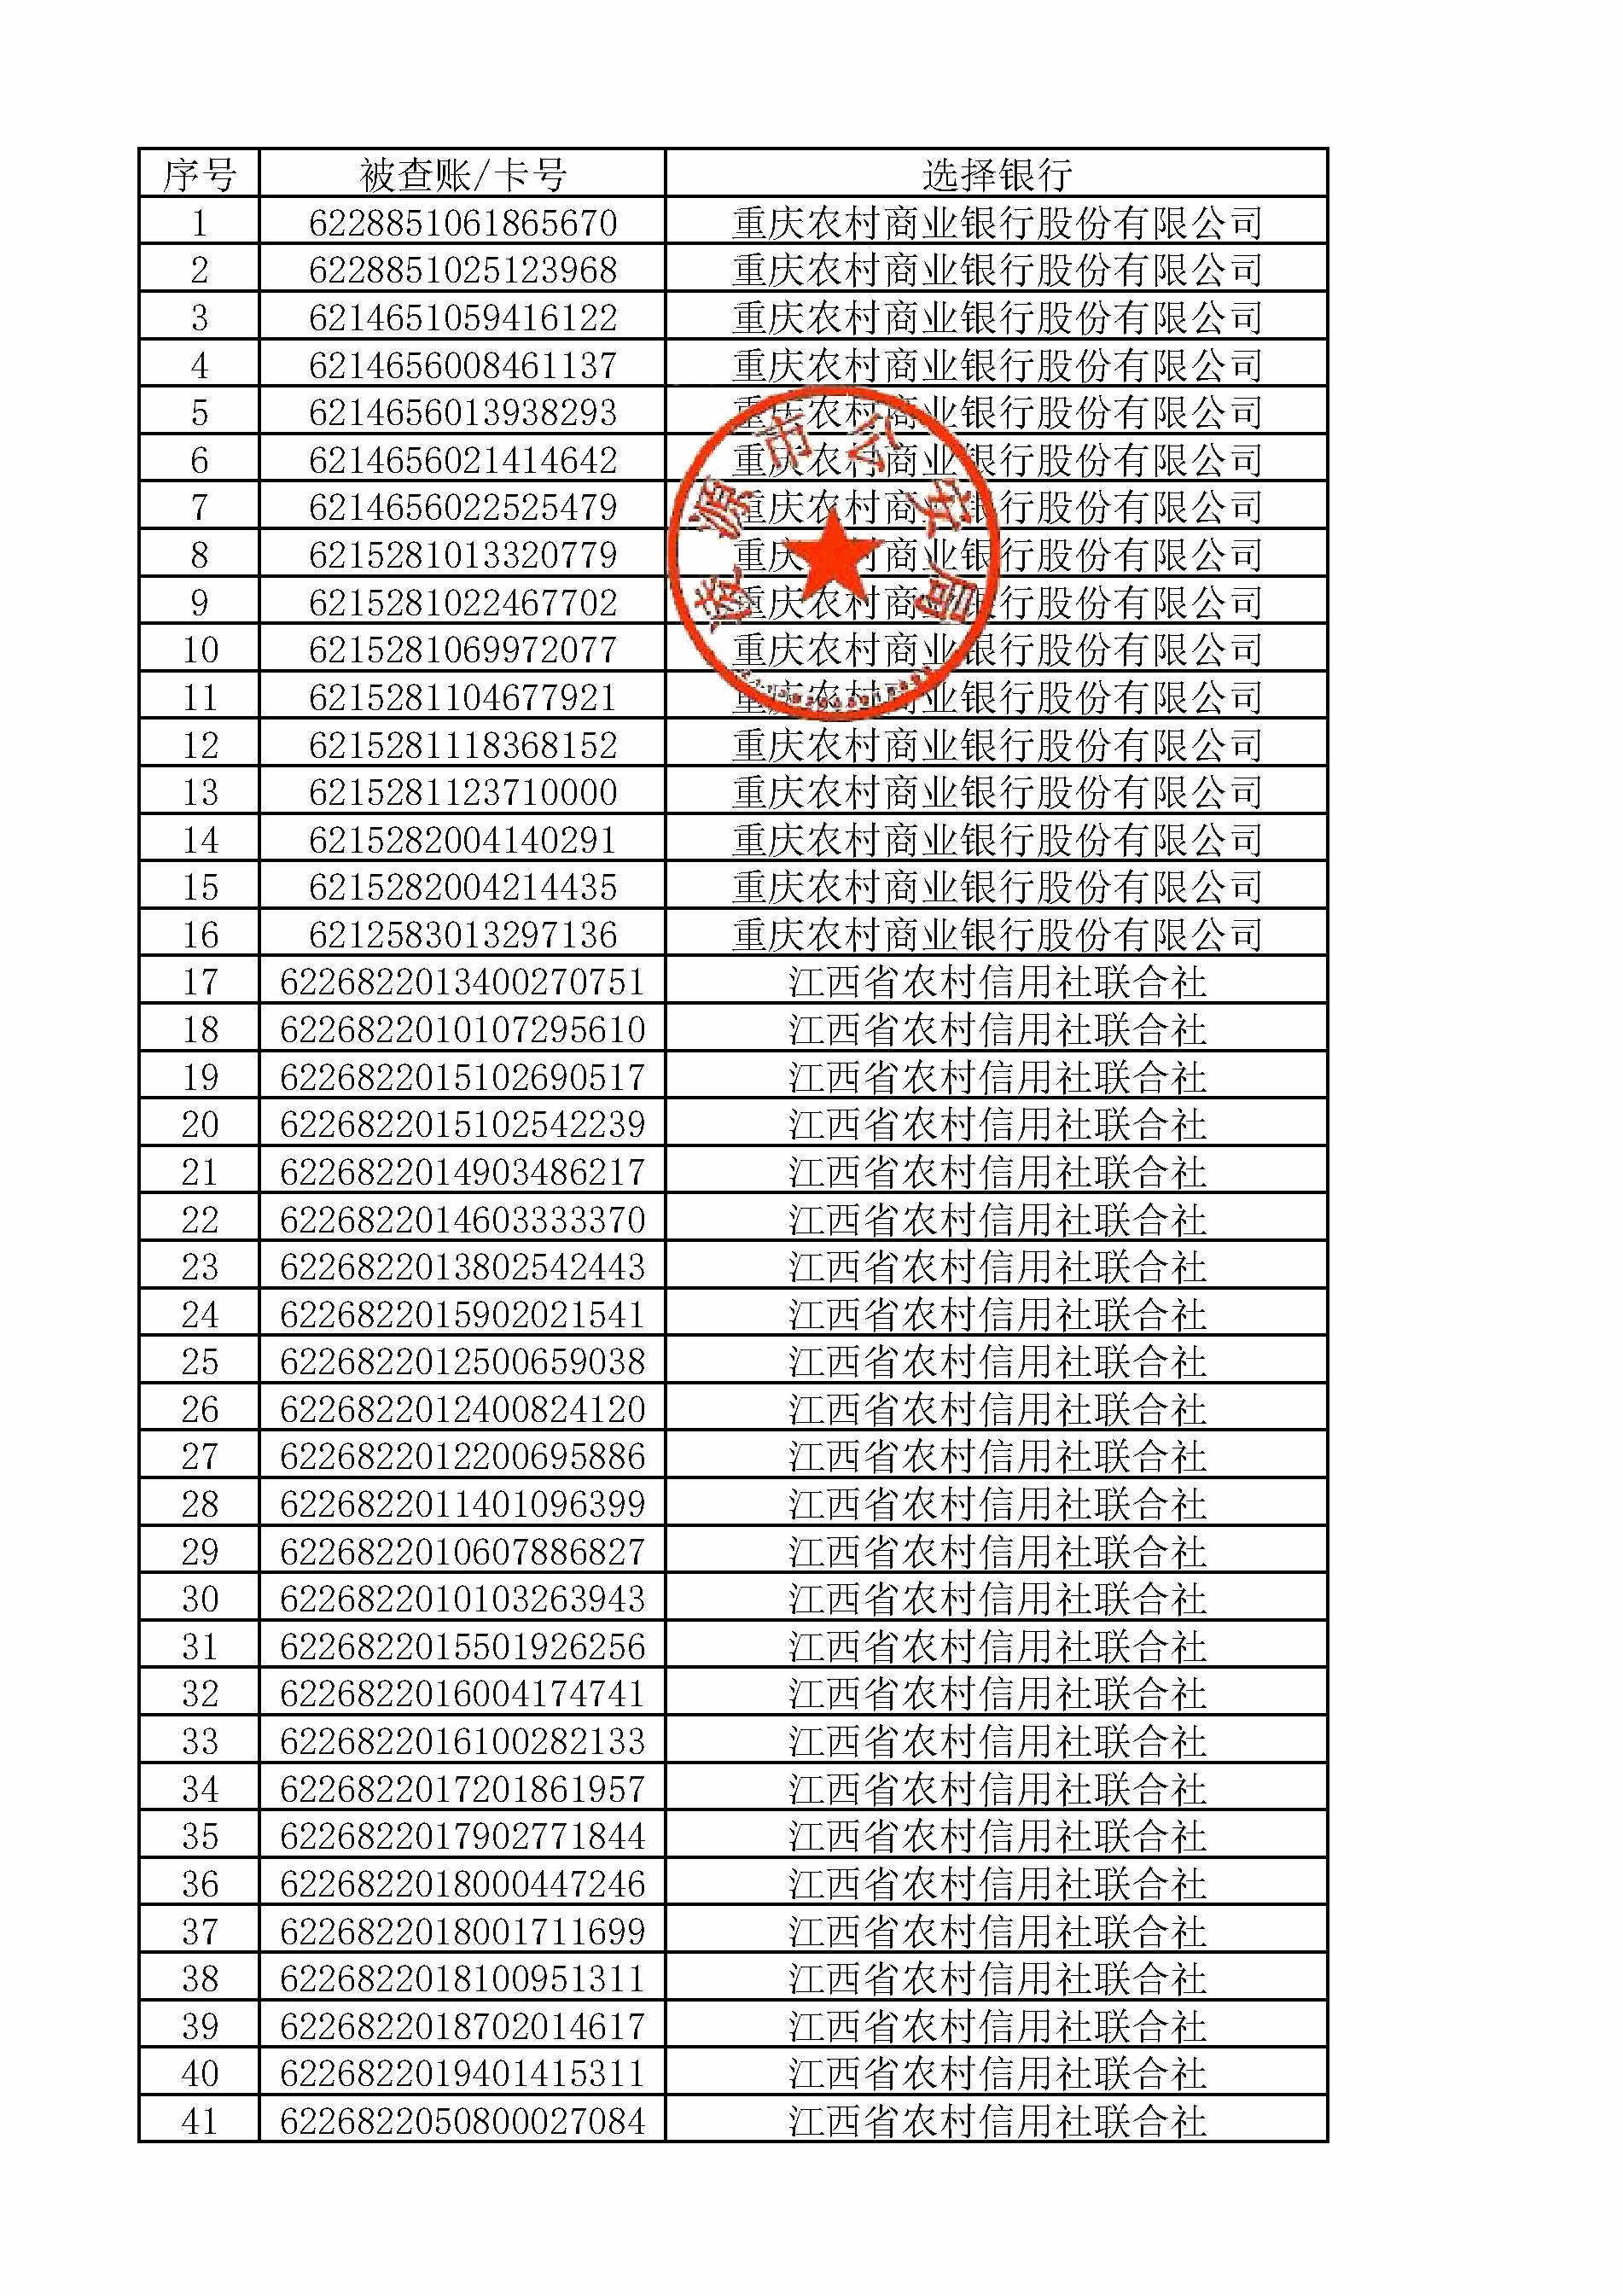 序号 被查账/卡号 选择银行
1 6228851061865670 重庆农村商业银行股份有限公司
2 6228851025123968 重庆农村商业银行股份有限公司
3 6214651059416122 重庆农村商业银行股份有限公司
4 6214656008461137 重庆农村商业银行股份有限公司
5 6214656013938293 重庆农村商业银行股份有限公司
6 6214656021414642 重庆农村商业银行股份有限公司
7 6214656022525479 重庆农村商业银行股份有限公司
8 6215281013320779 重庆农村商业银行股份有限公司
9 6215281022467702 重庆农村商业银行股份有限公司
10 6215281069972077 重庆农村商业银行股份有限公司
11 6215281104677921 重庆农村商业银行股份有限公司
12 6215281118368152 重庆农村商业银行股份有限公司
13 6215281123710000 重庆农村商业银行股份有限公司
14 6215282004140291 重庆农村商业银行股份有限公司
15 6215282004214435 重庆农村商业银行股份有限公司
16 6212583013297136 重庆农村商业银行股份有限公司
17 6226822013400270751 江西省农村信用社联合社
18 6226822010107295610 江西省农村信用社联合社
19 6226822015102690517 江西省农村信用社联合社
20 6226822015102542239 江西省农村信用社联合社
21 6226822014903486217 江西省农村信用社联合社
22 6226822014603333370 江西省农村信用社联合社
23 6226822013802542443 江西省农村信用社联合社
24 6226822015902021541 江西省农村信用社联合社
25 6226822012500659038 江西省农村信用社联合社
26 6226822012400824120 江西省农村信用社联合社
27 6226822012200695886 江西省农村信用社联合社
28 6226822011401096399 江西省农村信用社联合社
29 6226822010607886827 江西省农村信用社联合社
30 6226822010103263943 江西省农村信用社联合社
31 6226822015501926256 江西省农村信用社联合社
32 6226822016004174741 江西省农村信用社联合社
33 6226822016100282133 江西省农村信用社联合社
34 6226822017201861957 江西省农村信用社联合社
35 6226822017902771844 江西省农村信用社联合社
36 6226822018000447246 江西省农村信用社联合社
37 6226822018001711699 江西省农村信用社联合社
38 6226822018100951311 江西省农村信用社联合社
39 6226822018702014617 江西省农村信用社联合社
40 6226822019401415311 江西省农村信用社联合社
41 6226822050800027084 江西省农村信用社联合社
凌源市公安局